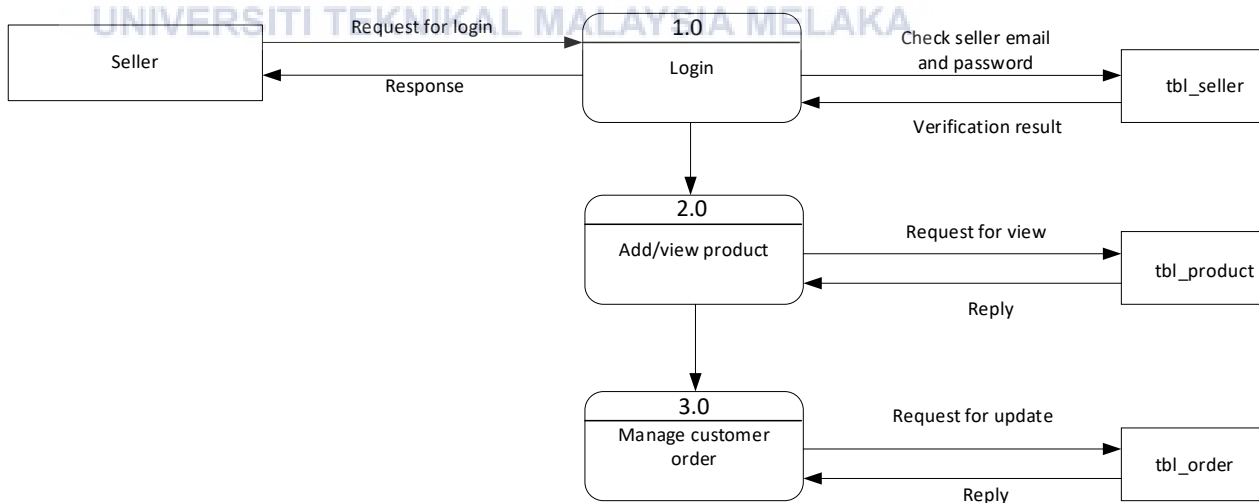 UNIVERSITI TEKNIKAL MALAYSIA MELAKA
Seller
Request for login
Response
1.0
Login
Check seller email
and password
Verification result
tbl_seller
2.0
Add/view product
Request for view
Reply
tbl_product
3.0
Manage customer
order
Request for update
Reply
tbl_order